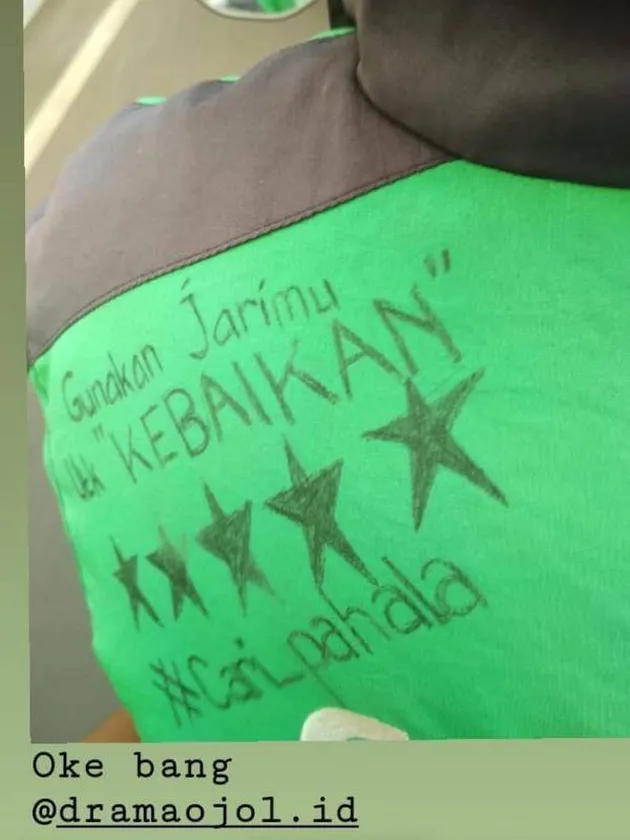 Gunakan Jarimu
Utk "KEBAIKAN"
#Cari_pahala
Oke bang
@dramaojol.id